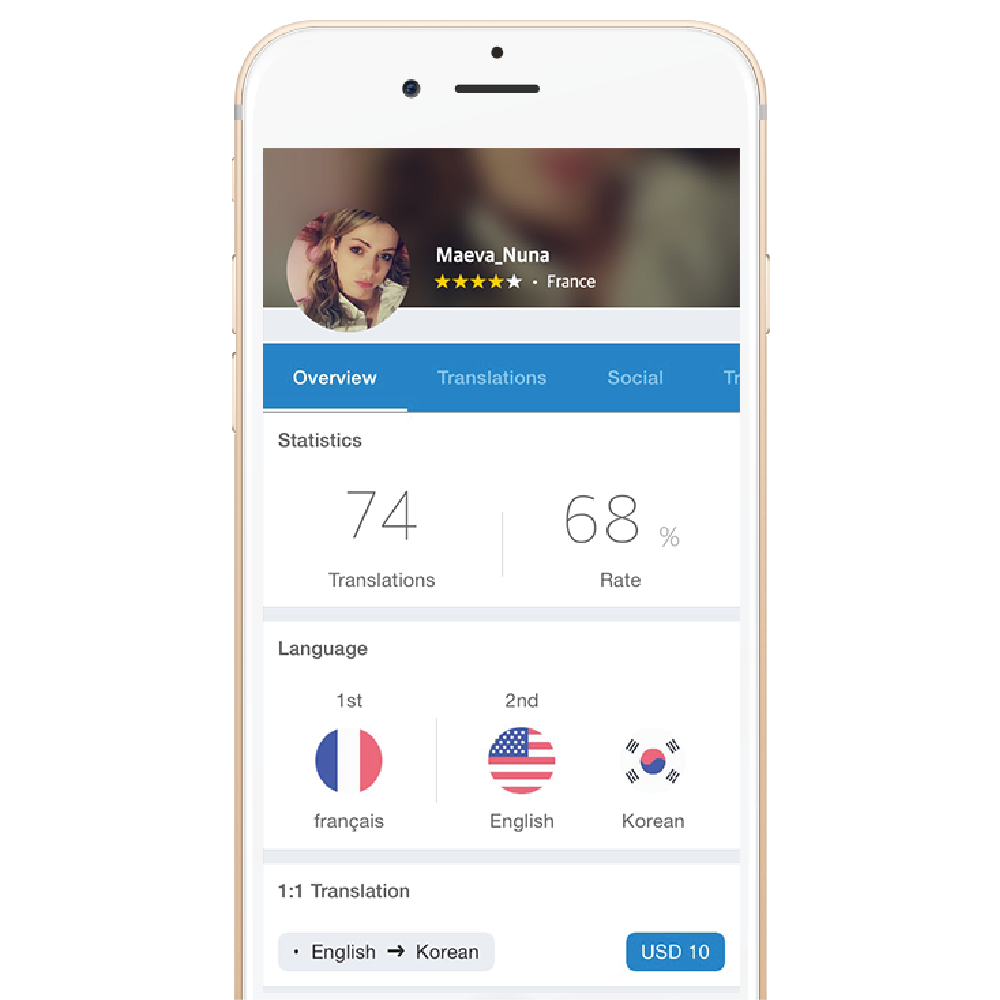 Maeva_Nuna
• France
Overview Translations Social Tr
Statistics
74 68 %
Translations Rate
Language
1st 2nd
français English Korean
1:1 Translation
• English → Korean USD 10